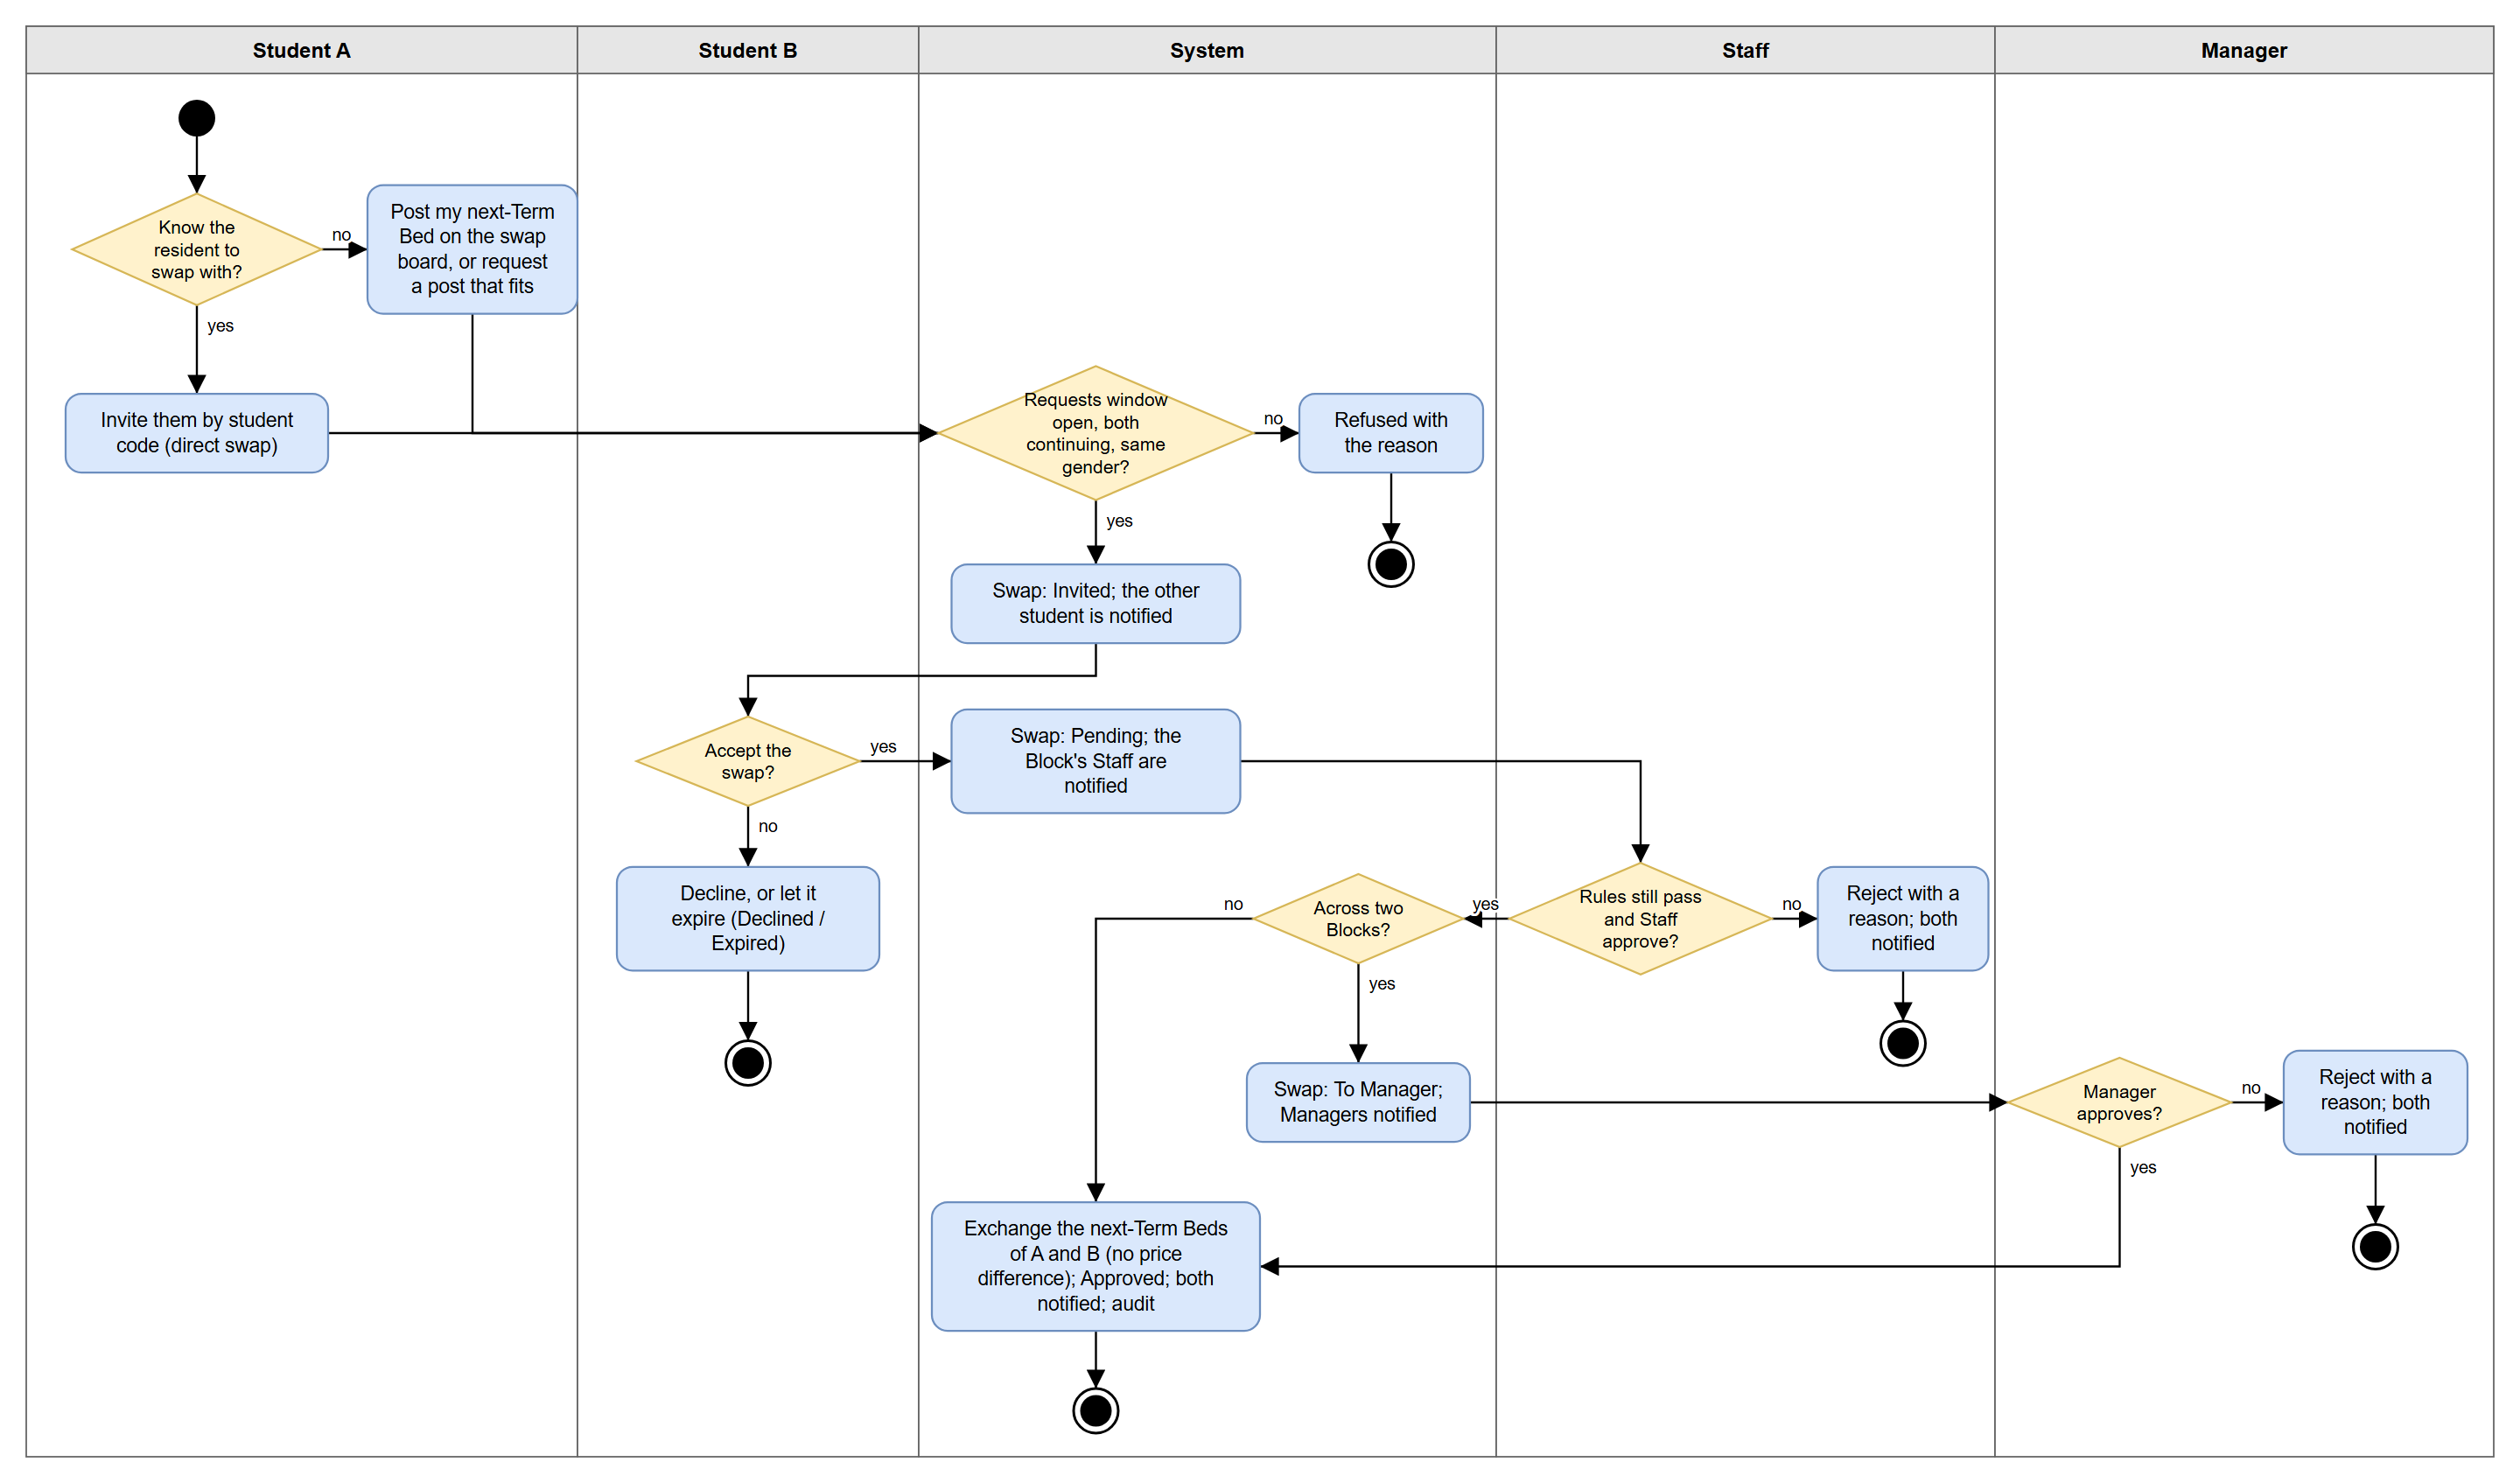 Student A
Student B
System
Staff
Manager
Know the
resident to
swap with?
no
Post my next-Term
Bed on the swap
board, or request
a post that fits
yes
Invite them by student
code (direct swap)
Requests window
open, both
continuing, same
gender?
no
Refused with
the reason
yes
Swap: Invited; the other
student is notified
Accept the
swap?
yes
Swap: Pending; the
Block's Staff are
notified
no
Decline, or let it
expire (Declined /
Expired)
no
Across two
Blocks?
yes
Rules still pass
and Staff
approve?
no
Reject with a
reason; both
notified
yes
Swap: To Manager;
Managers notified
Manager
approves?
no
Reject with a
reason; both
notified
yes
Exchange the next-Term Beds
of A and B (no price
difference); Approved; both
notified; audit